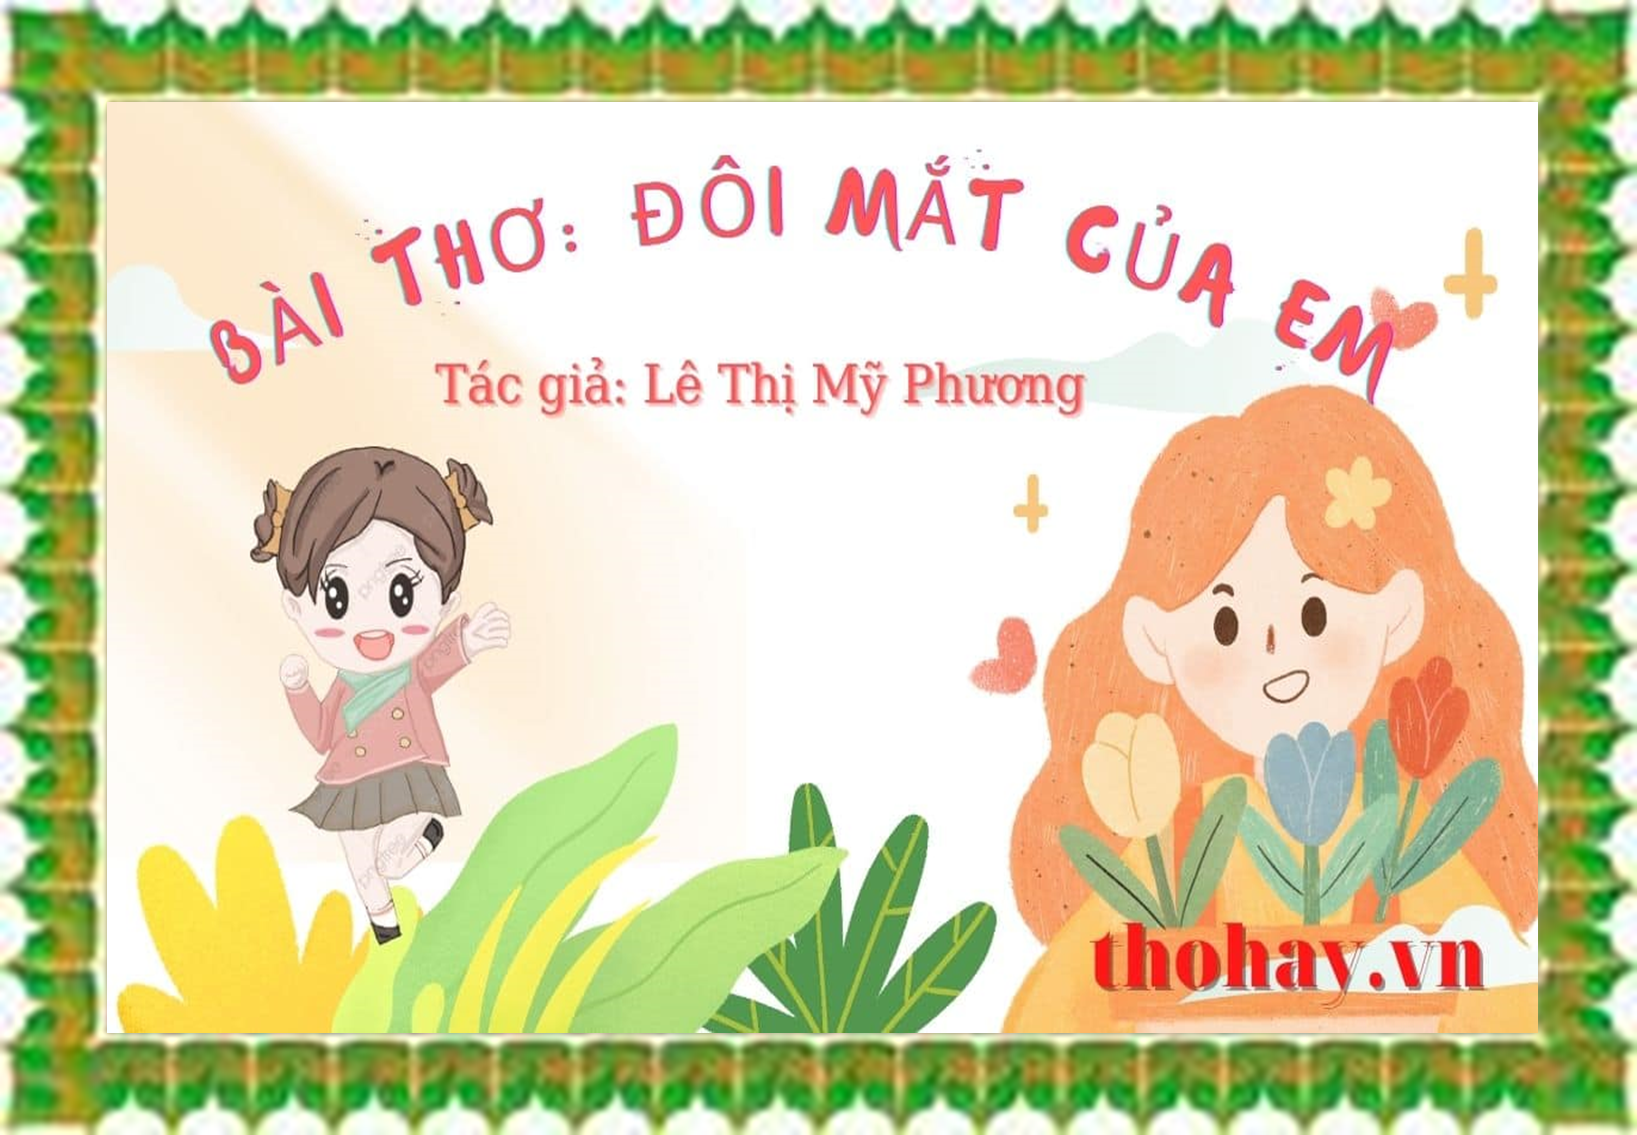 BÀI THƠ: ĐÔI MẮT CỦA EM
Tác giả: Lê Thị Mỹ Phương
thohay.vn